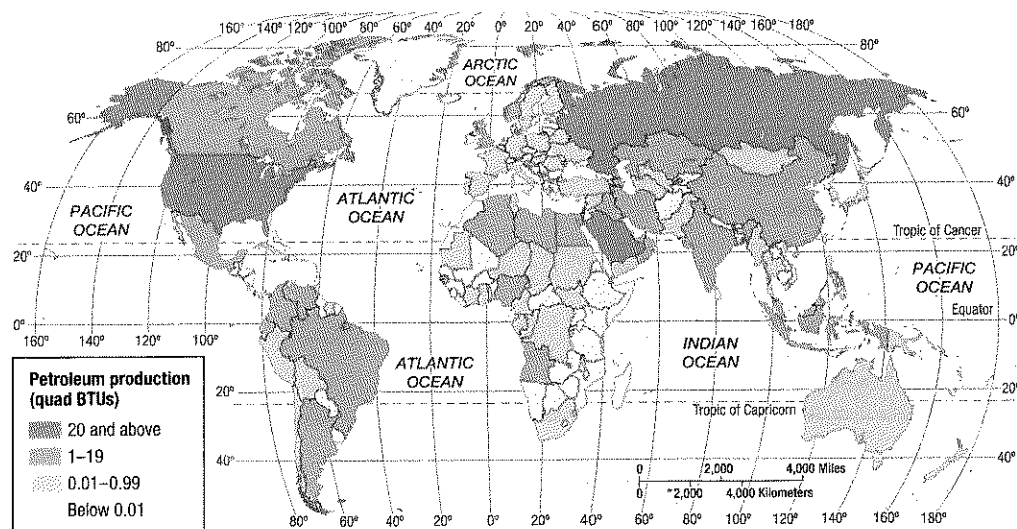 160° 140° 120° 100° 80° 60° 40° 20° 0° 20° 40° 60° 80° 100° 120° 140° 160° 180°
80° 80°
ARCTIC
OCEAN
60° 60°
40° 40°
PACIFIC
OCEAN
ATLANTIC
OCEAN
Tropic of Cancer
20° 20°
PACIFIC
OCEAN
Equator
0° 0°
160° 140° 120° 100°
ATLANTIC
OCEAN
INDIAN
OCEAN
20° 20°
Tropic of Capricorn
40° 40°
0 2,000 4,000 Miles
0 2,000 4,000 Kilometers
80° 60° 40° 20° 0° 20° 40° 60° 80° 100° 120° 140° 160° 180°
Petroleum production
(quad BTUs)
20 and above
1–19
0.01–0.99
Below 0.01